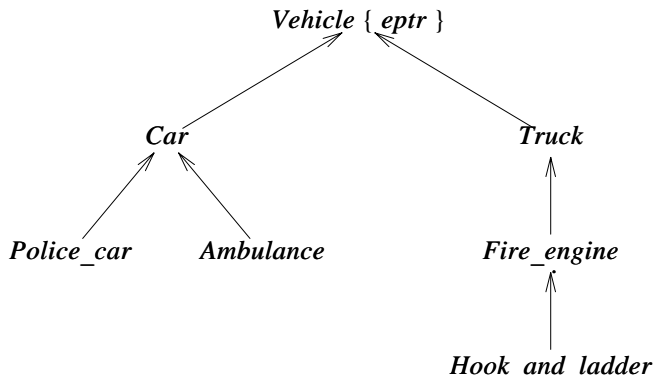 Vehicle { eptr }
Car Truck
Police_car Ambulance Fire_engine
Hook and ladder